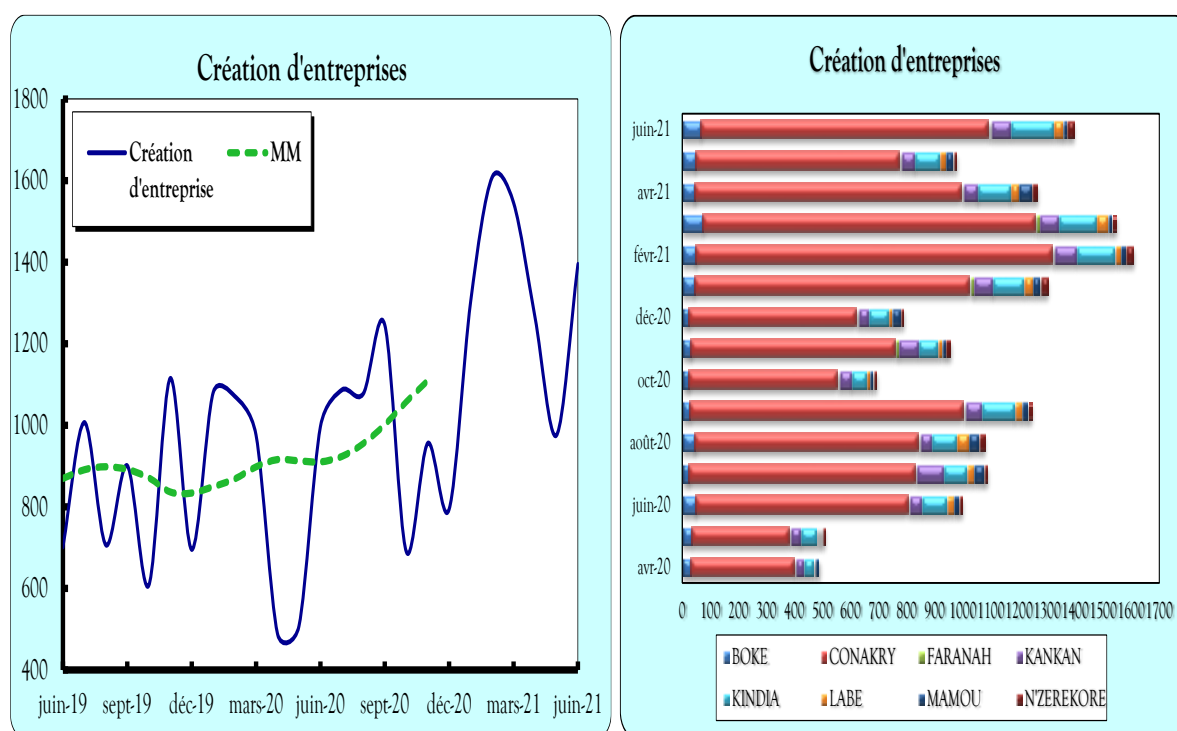 Création d'entreprises
1800
1600
1400
1200
1000
800
600
400
Création
d'entreprise
MM
juin-19 sept-19 déc-19 mars-20 juin-20 sept-20 déc-20 mars-21 juin-21
Création d'entreprises
juin-21
avr-21
févr-21
déc-20
oct-20
août-20
juin-20
avr-20
0 100 200 300 400 500 600 700 800 900 1000 1100 1200 1300 1400 1500 1600 1700
BOKE CONAKRY FARANAH KANKAN
KINDIA LABE MAMOU N'ZEREKORE